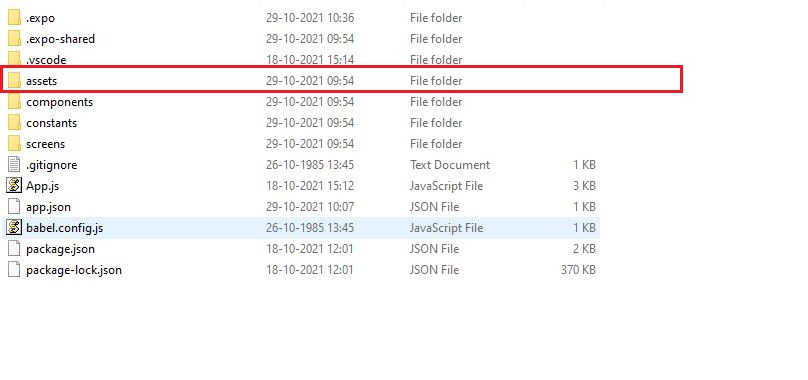 .expo 29-10-2021 10:36 File folder
.expo-shared 29-10-2021 09:54 File folder
.vscode 18-10-2021 15:14 File folder
assets 29-10-2021 09:54 File folder
components 29-10-2021 09:54 File folder
constants 29-10-2021 09:54 File folder
screens 29-10-2021 09:54 File folder
.gitignore 26-10-1985 13:45 Text Document 1 KB
App.js 18-10-2021 15:12 JavaScript File 3 KB
app.json 29-10-2021 10:07 JSON File 1 KB
babel.config.js 26-10-1985 13:45 JavaScript File 1 KB
package.json 18-10-2021 12:01 JSON File 2 KB
package-lock.json 18-10-2021 12:01 JSON File 370 KB